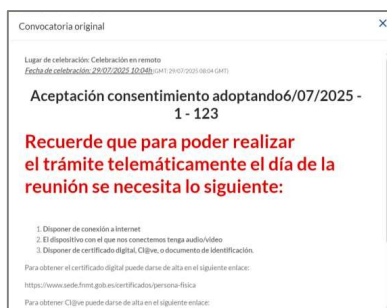 Convocatoria original
Lugar de celebración: Celebración en remoto
Fecha de celebración: 29/07/2025 10:04h (GMT: 29/07/2025 08:04 GMT)
Aceptación consentimiento adoptando6/07/2025 -
1 - 123
Recuerde que para poder realizar
el trámite telemáticamente el día de la
reunión se necesita lo siguiente:
1. Disponer de conexión a internet
2. El dispositivo con el que nos conectemos tenga audio/video
3. Disponer de certificado digital, Cl@ve, o documento de identificación.
Para obtener el certificado digital puede darse de alta en el siguiente enlace:
https://www.sede.fnmt.gob.es/certificados/persona-fisica
Para obtener Cl@ve puede darse de alta en el siguiente enlace: